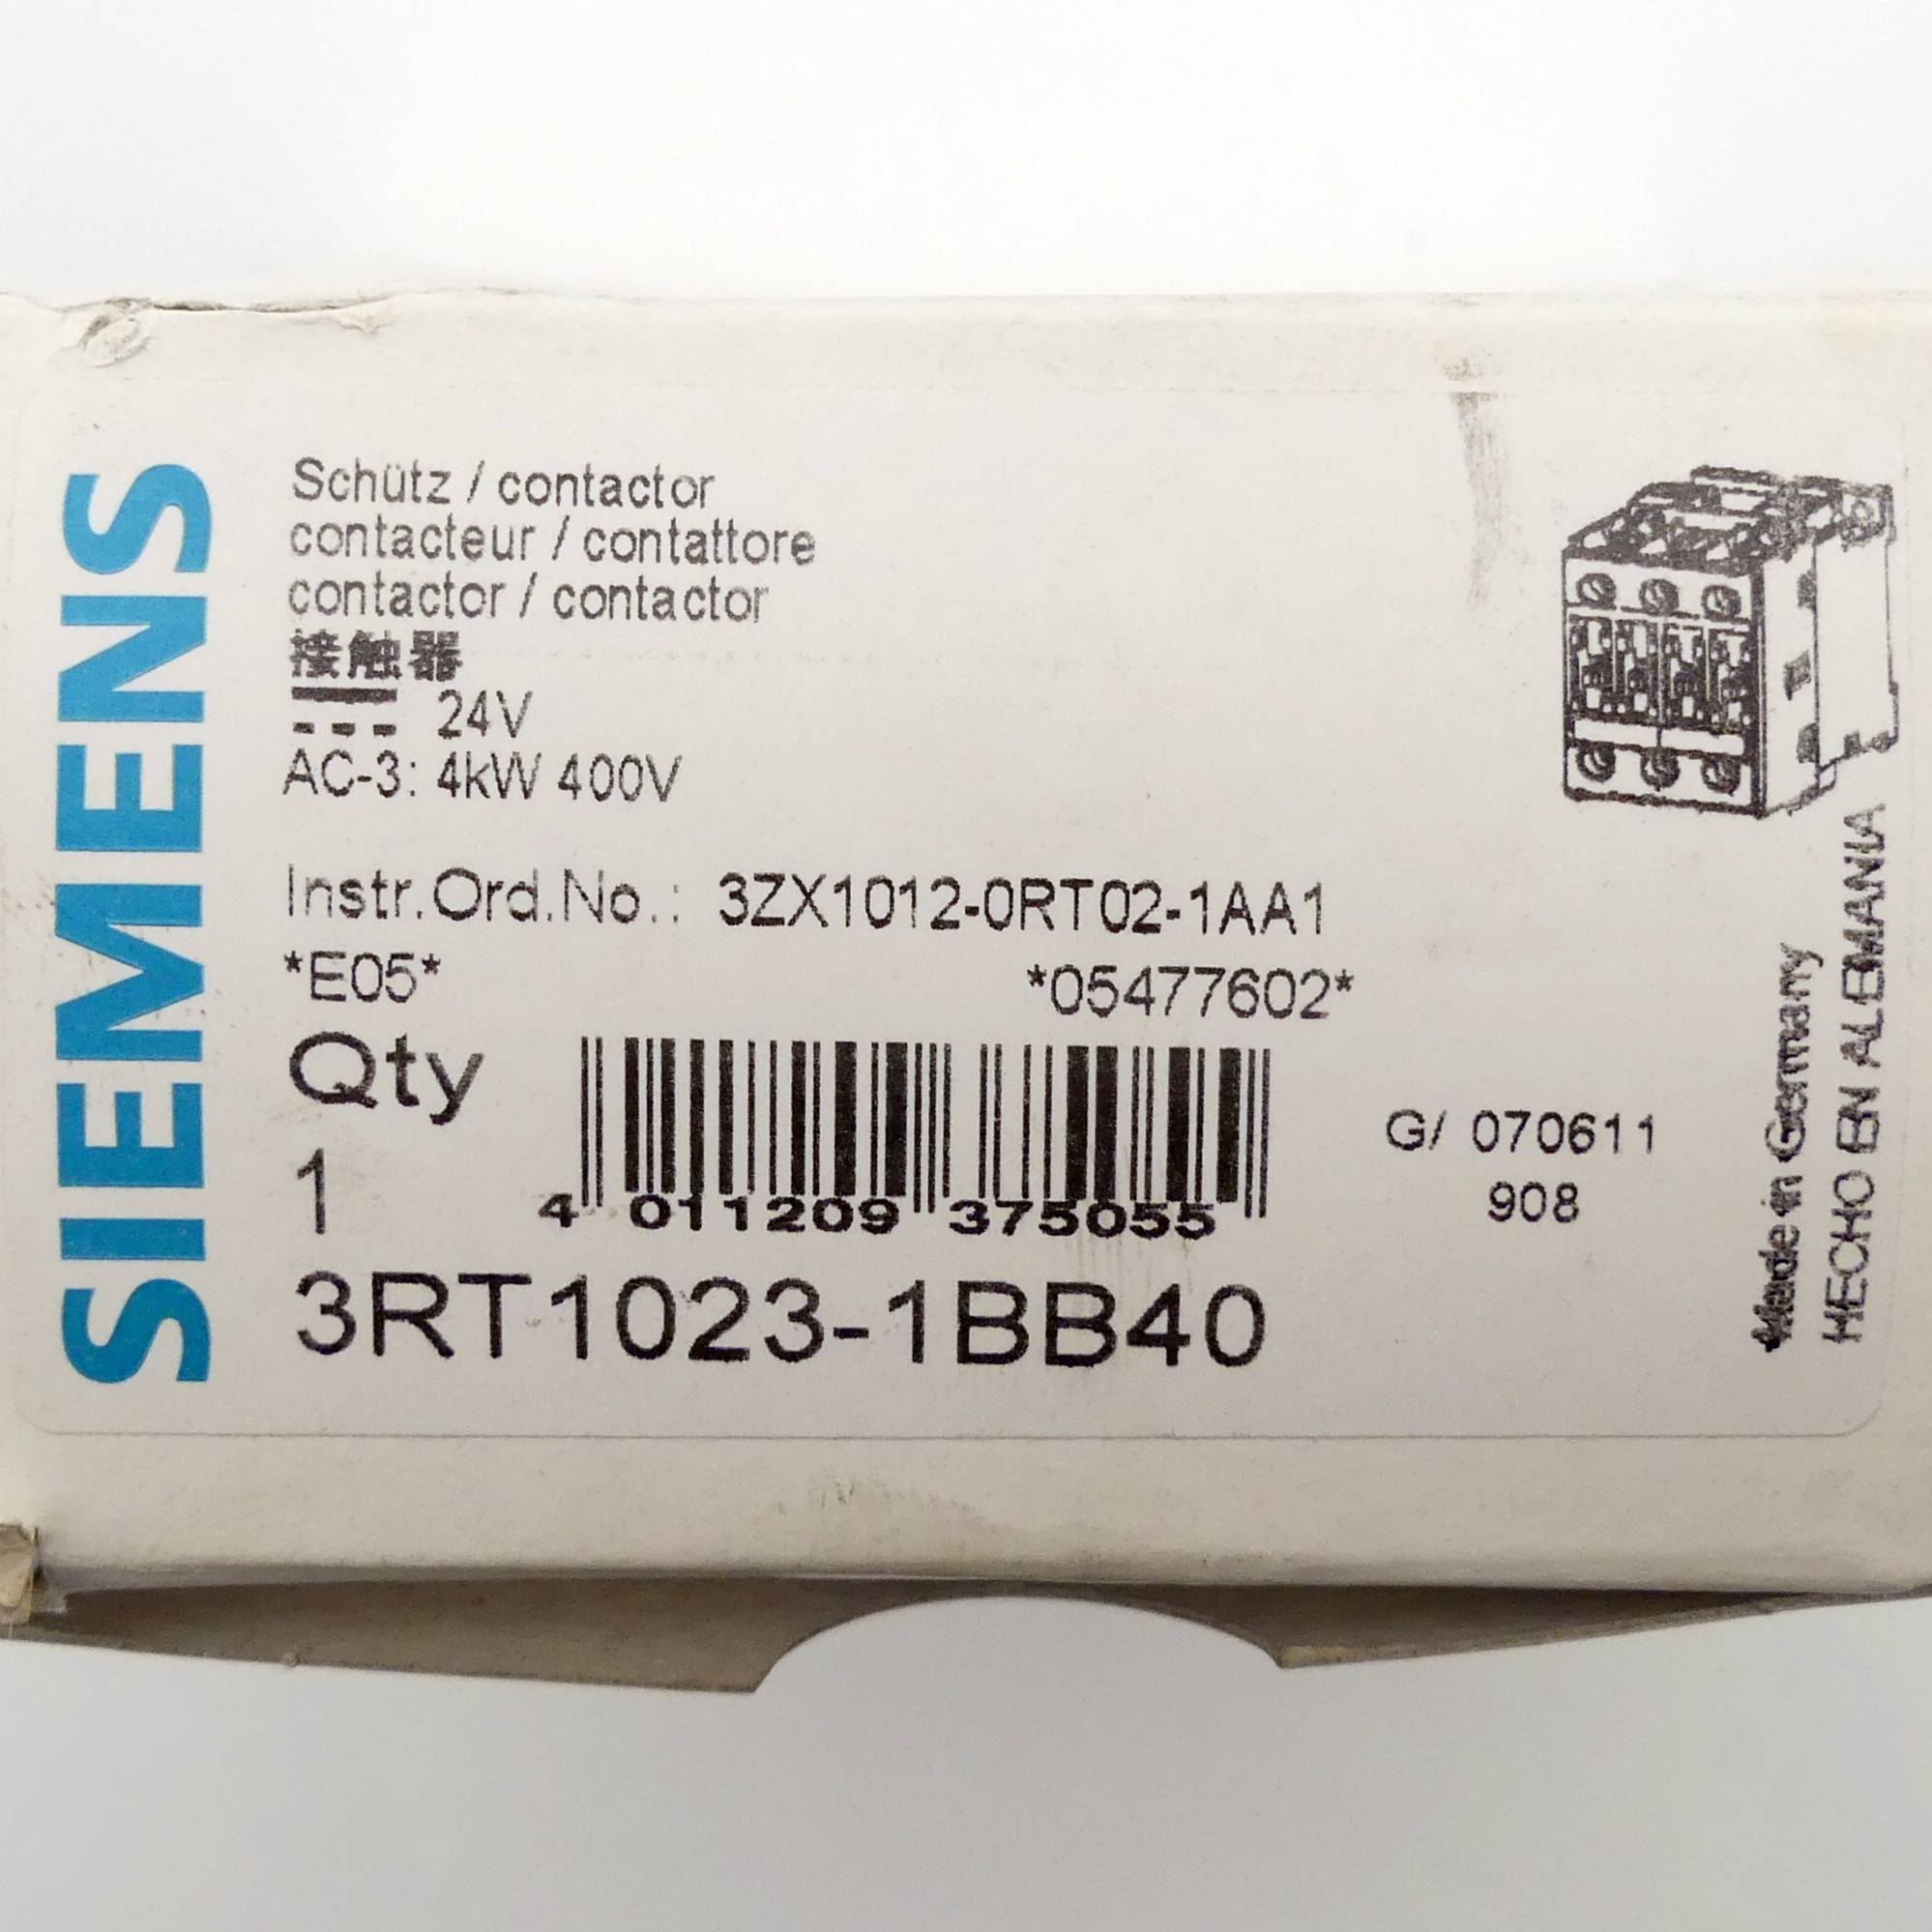 SIEMENS
Schütz / contactor
contacteur / contattore
contactor / contactor
接触器
24V
AC-3: 4kW 400V
Instr.Ord.No.: 3ZX1012-0RT02-1AA1
*E05* *05477602*
Qty
1
4 011209 375055
G/ 070611
908
3RT1023-1BB40
Made in Germany
HECHO EN ALEMANIA